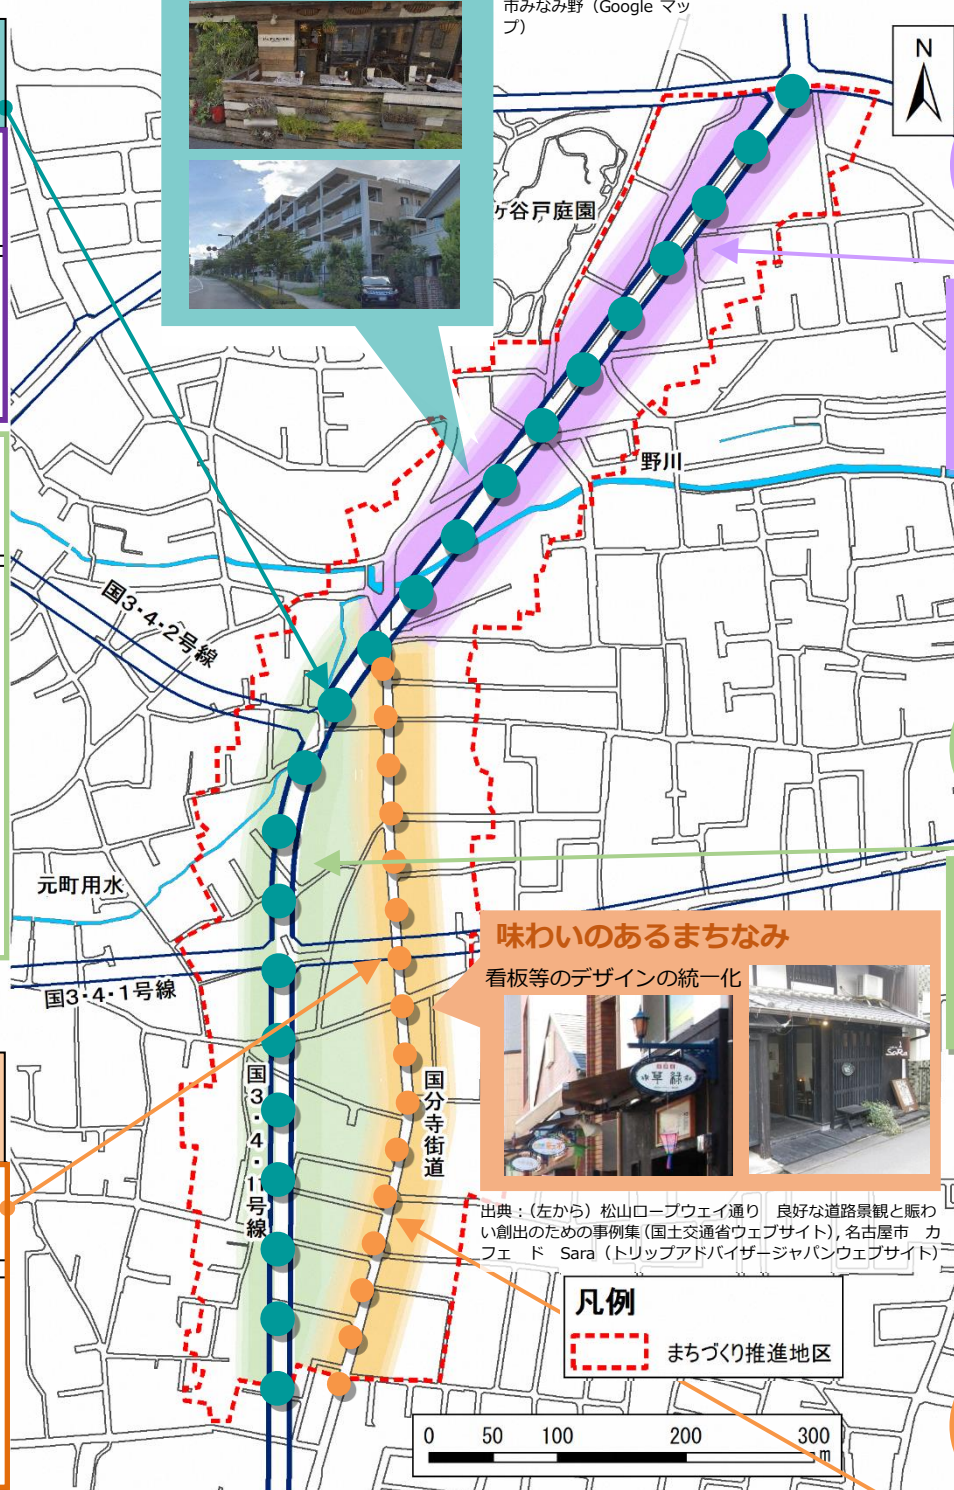 市みなみ野（Google マッ
プ）
N
ケ谷戸庭園
野川
国3・4・2号線
元町用水
国3・4・1号線
味わいのあるまちなみ
看板等のデザインの統一化
草緑
SaRa
国3・4・11号線
国分寺街道
出典：（左から）松山ロープウェイ通り　良好な道路景観と賑わ
い創出のための事例集（国土交通省ウェブサイト），名古屋市　カ
フェ　ド　Sara（トリップアドバイザージャパンウェブサイト）
凡例
まちづくり推進地区
0 50 100 200 300
m